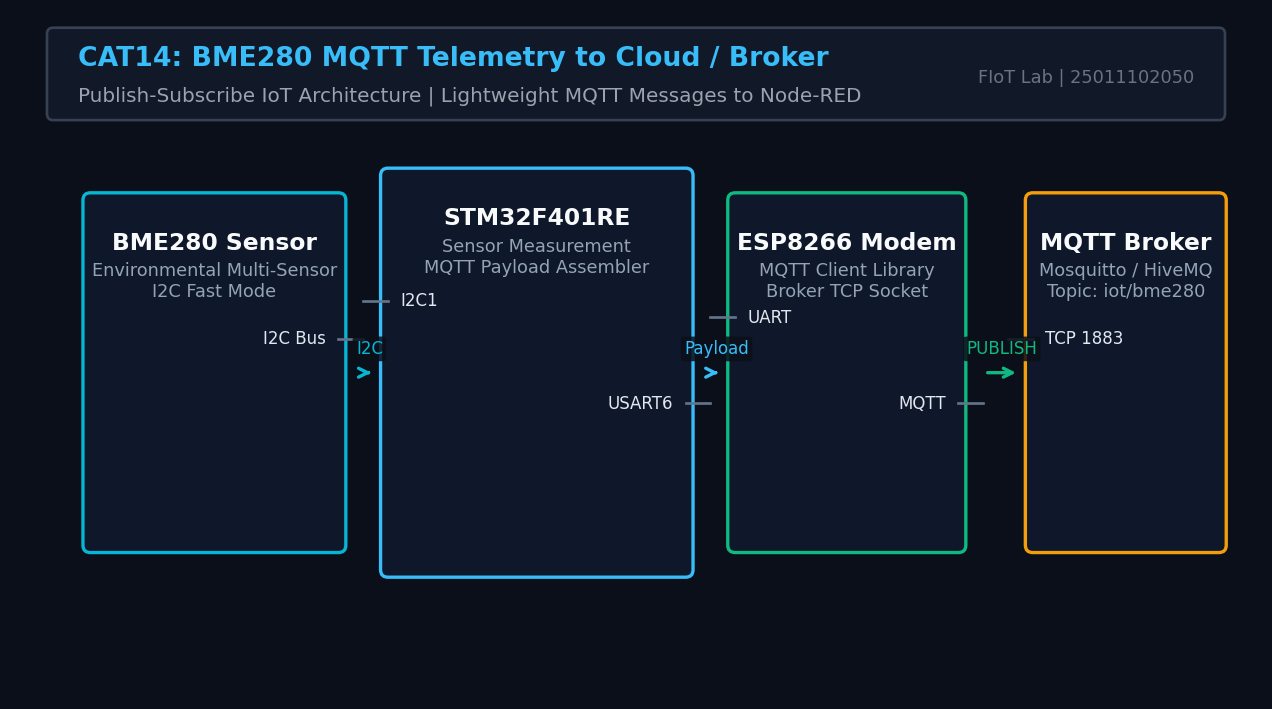 CAT14: BME280 MQTT Telemetry to Cloud / Broker
Publish-Subscribe IoT Architecture | Lightweight MQTT Messages to Node-RED
FIoT Lab | 25011102050
BME280 Sensor
Environmental Multi-Sensor
I2C Fast Mode
I2C Bus
I2C
STM32F401RE
Sensor Measurement
MQTT Payload Assembler
I2C1
USART6
Payload
ESP8266 Modem
MQTT Client Library
Broker TCP Socket
UART
MQTT
PUBLISH
MQTT Broker
Mosquitto / HiveMQ
Topic: iot/bme280
TCP 1883